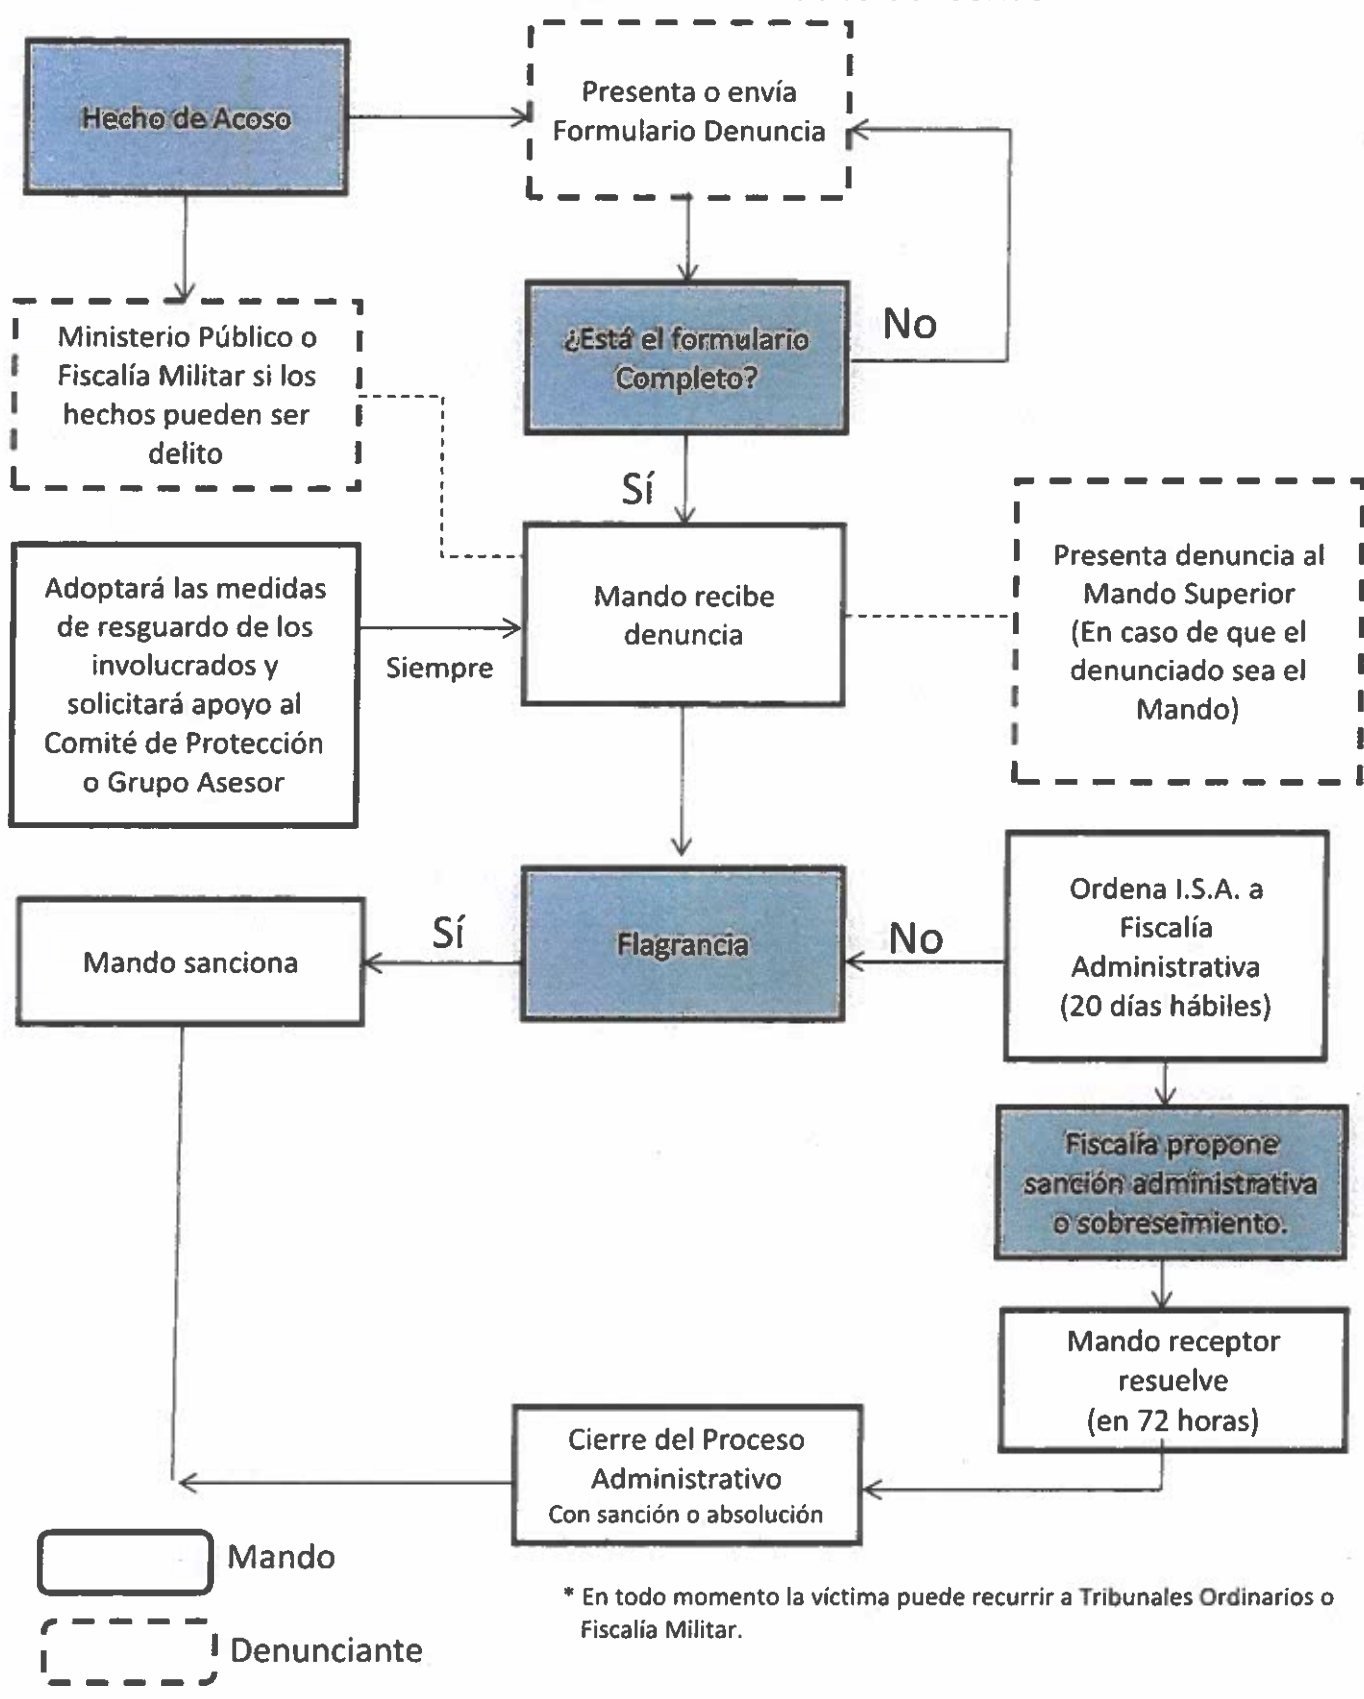 Hecho de Acoso
Presenta o envía
Formulario Denuncia
¿Está el formulario
Completo?
No
Ministerio Público o
Fiscalía Militar si los
hechos pueden ser
delito
Sí
Mando recibe
denuncia
Presenta denuncia al
Mando Superior
(En caso de que el
denunciado sea el
Mando)
Adoptará las medidas
de resguardo de los
involucrados y
solicitará apoyo al
Comité de Protección
o Grupo Asesor
Siempre
Mando sanciona
Sí
Flagrancia
No
Ordena I.S.A. a
Fiscalía
Administrativa
(20 días hábiles)
Fiscalía propone
sanción administrativa
o sobreseimiento.
Mando receptor
resuelve
(en 72 horas)
Cierre del Proceso
Administrativo
Con sanción o absolución
Mando
Denunciante
* En todo momento la víctima puede recurrir a Tribunales Ordinarios o
Fiscalía Militar.